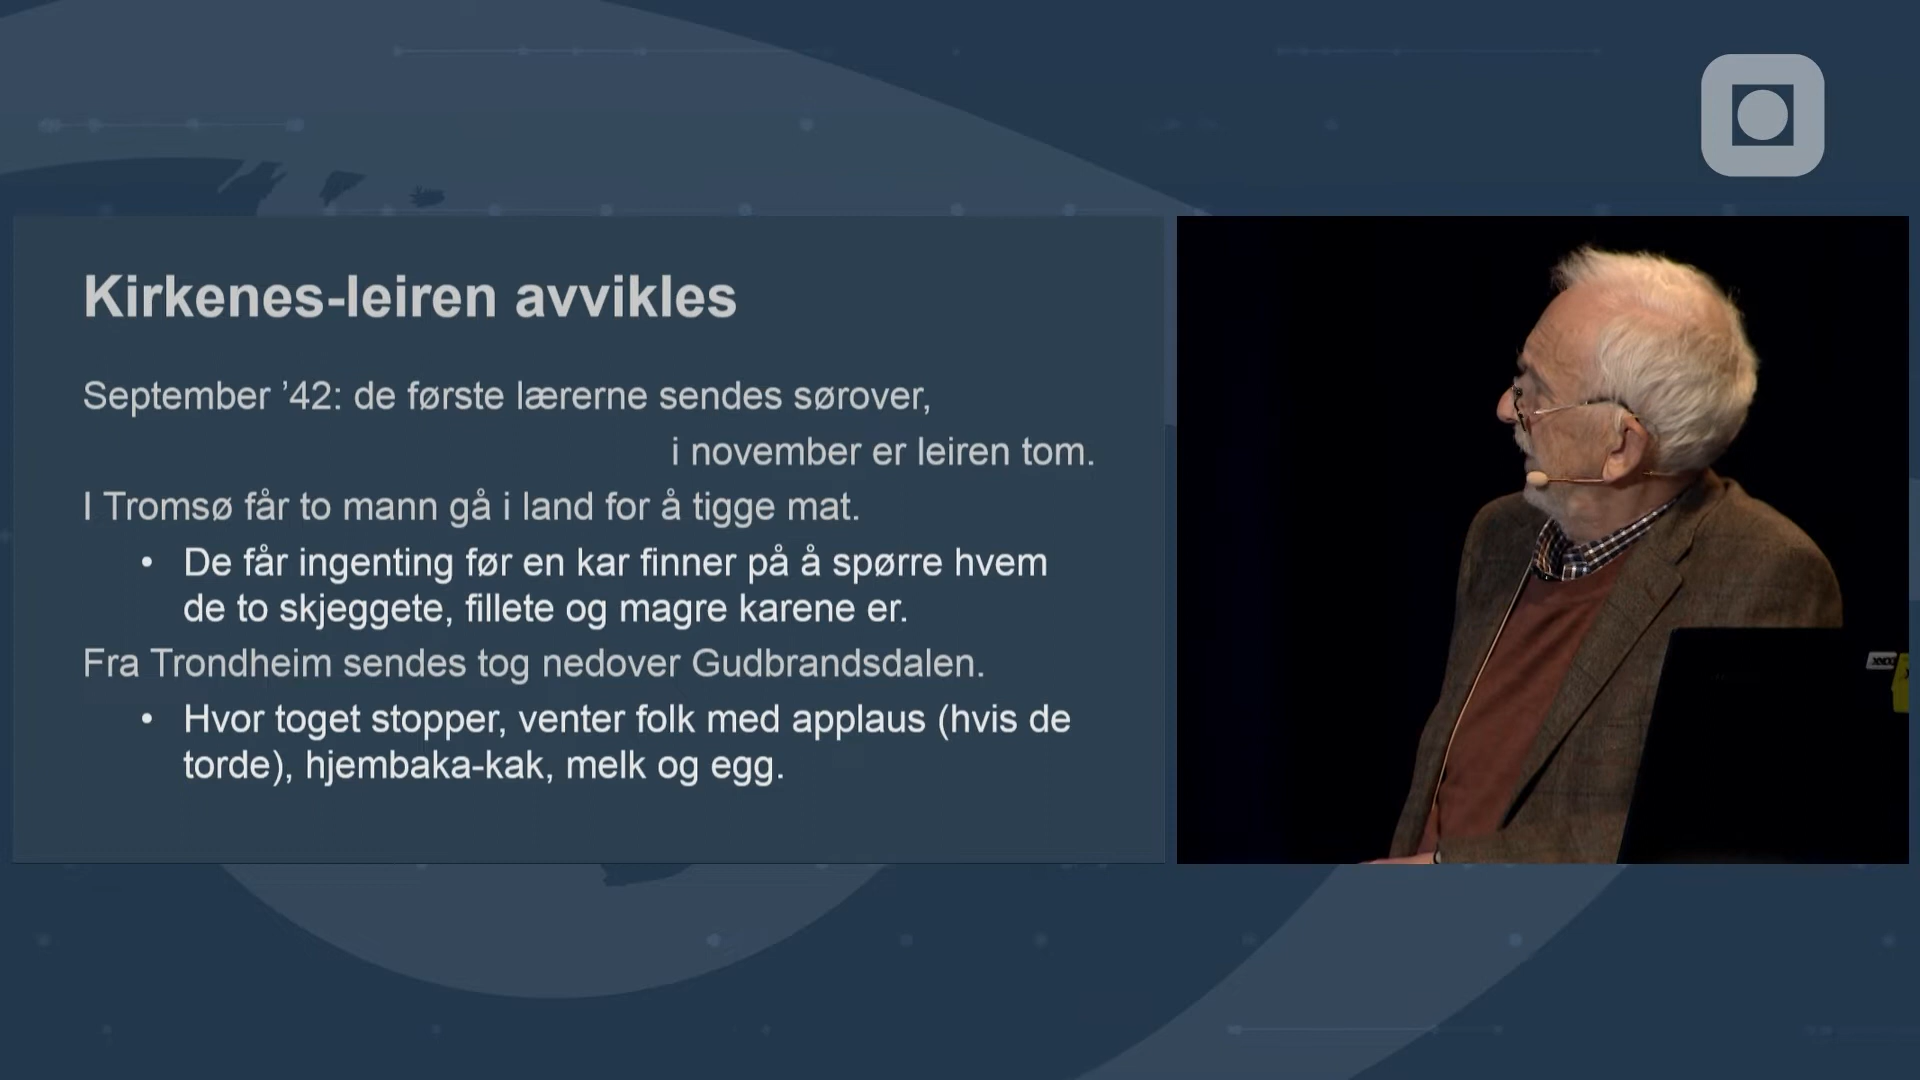 Kirkenes-leiren avvikles
September ’42: de første lærerne sendes sørover,
i november er leiren tom.
I Tromsø får to mann gå i land for å tigge mat.
• De får ingenting før en kar finner på å spørre hvem
de to skjeggete, fillete og magre karene er.
Fra Trondheim sendes tog nedover Gudbrandsdalen.
• Hvor toget stopper, venter folk med applaus (hvis de
torde), hjembaka-kak, melk og egg.